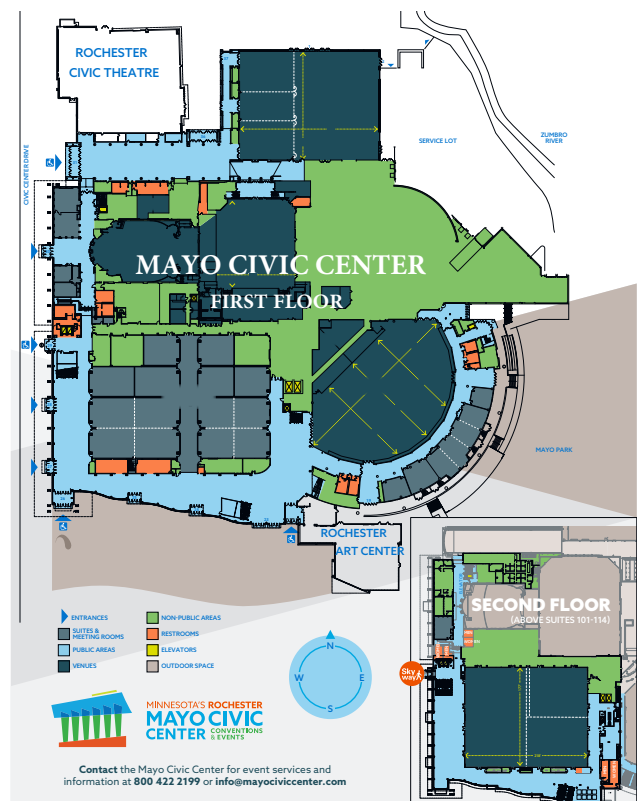 ROCHESTER
CIVIC THEATRE
SERVICE LOT
ZUMBRO
RIVER
CIVIC CENTER DRIVE
MAYO CIVIC CENTER
FIRST FLOOR
MAYO PARK
ROCHESTER
ART CENTER
SECOND FLOOR
(ABOVE SUITES 101-114)
Sky
way
ENTRANCES
SUITES &
MEETING ROOMS
PUBLIC AREAS
VENUES
NON-PUBLIC AREAS
RESTROOMS
ELEVATORS
OUTDOOR SPACE
N
W
E
S
MINNESOTA'S ROCHESTER
MAYO CIVIC
CENTER
CONVENTIONS
& EVENTS
Contact the Mayo Civic Center for event services and
information at 800 422 2199 or info@mayociviccenter.com